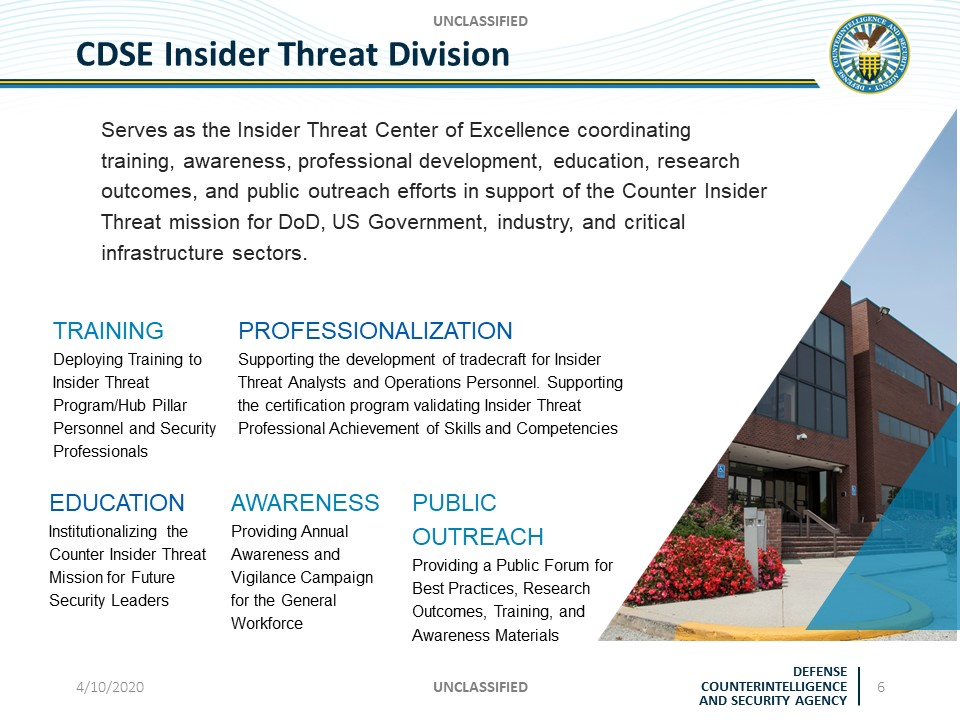 UNCLASSIFIED
CDSE Insider Threat Division
DEFENSE COUNTERINTELLIGENCE AND SECURITY AGENCY
Serves as the Insider Threat Center of Excellence coordinating
training, awareness, professional development, education, research
outcomes, and public outreach efforts in support of the Counter Insider
Threat mission for DoD, US Government, industry, and critical
infrastructure sectors.
TRAINING
Deploying Training to
Insider Threat
Program/Hub Pillar
Personnel and Security
Professionals
PROFESSIONALIZATION
Supporting the development of tradecraft for Insider
Threat Analysts and Operations Personnel. Supporting
the certification program validating Insider Threat
Professional Achievement of Skills and Competencies
EDUCATION
Institutionalizing the
Counter Insider Threat
Mission for Future
Security Leaders
AWARENESS
Providing Annual
Awareness and
Vigilance Campaign
for the General
Workforce
PUBLIC
OUTREACH
Providing a Public Forum for
Best Practices, Research
Outcomes, Training, and
Awareness Materials
4/10/2020
UNCLASSIFIED
DEFENSE
COUNTERINTELLIGENCE
AND SECURITY AGENCY
6